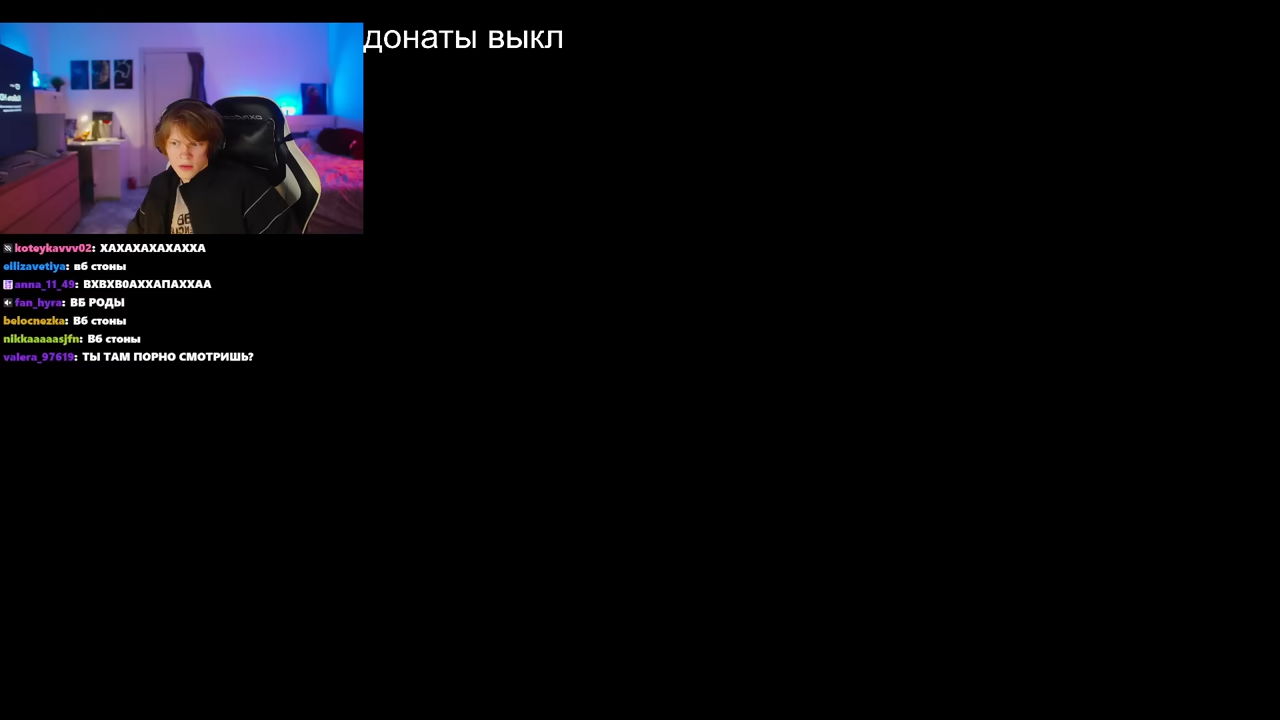 донаты выкл
koteykavvv02: ХАХАХАХАХАХХА
eilizavetiya: вб стоны
anna_11_49: ВХВХВ0АХХАПАХХАА
fan_hyra: ВБ РОДЫ
belocnezka: Вб стоны
nikkaaaaasjfn: Вб стоны
valera_97619: ТЫ ТАМ ПОРНО СМОТРИШЬ?